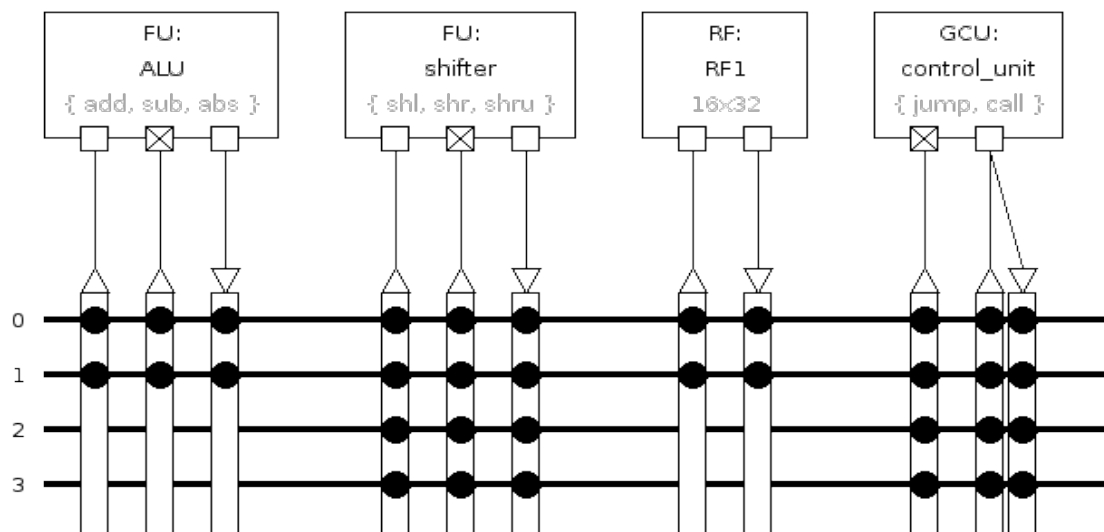 FU:
ALU
{ add, sub, abs }
FU:
shifter
{ shl, shr, shru }
RF:
RF1
16x32
GCU:
control_unit
{ jump, call }
0
1
2
3